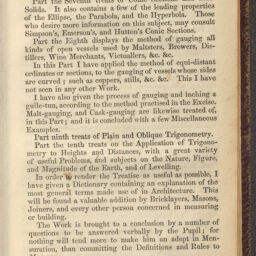 Part the Seventh treats of Conic
Solids. It also contains a few of the leading properties
of the Ellipse, the Parabola, and the Hyperbola. Those
who desire more information on this subject, may consult
Simpson's, Emerson's, and Hutton's Conic Sections.
Part the Eighth displays the method of gauging all
kinds of open vessels used by Maltsters, Brewers, Dis-
tillers, Wine Merchants, Victuallers, &c. &c.
In this Part I have applied the method of equi-distant
ordinates or sections, to the gauging of vessels whose sides
are curved; such as coppers, stills, &c. &c. This I have
not seen in any other Work.
I have also given the process of gauging and inching a
guile-tun, according to the method practised in the Excise.
Malt-gauging, and Cask-gauging are likewise treated of,
in this Part; and it is concluded with a few Miscellaneous
Examples.
Part ninth treats of Plain and Oblique Trigonometry.
Part the tenth treats on the Application of Trigono-
metry to Heights and Distances, with a great variety
of useful Problems, and subjects on the Nature, Figure,
and Magnitude of the Earth, and of Levelling.
In order to render the Treatise as useful as possible, I
have given a Dictionary containing an explanation of the
most general terms made use of in Architecture. This
will be found a valuable addition by Bricklayers, Masons,
Joiners, and every other person concerned in measuring
or building.
The Work is brought to a conclusion by a number of
questions to be answered verbally by the Pupil; for
nothing will tend more to make him an adept in Men-
suration, than committing the Definitions and Rules to